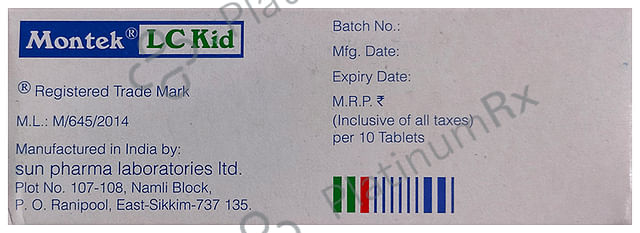 Montek® LC Kid
® Registered Trade Mark
M.L.: M/645/2014
Manufactured in India by:
sun pharma laboratories ltd.
Plot No. 107-108, Namli Block,
P. O. Ranipool, East-Sikkim-737 135.
Batch No.:
Mfg. Date:
Expiry Date:
M.R.P. ₹
(Inclusive of all taxes)
per 10 Tablets
PlatinumRx